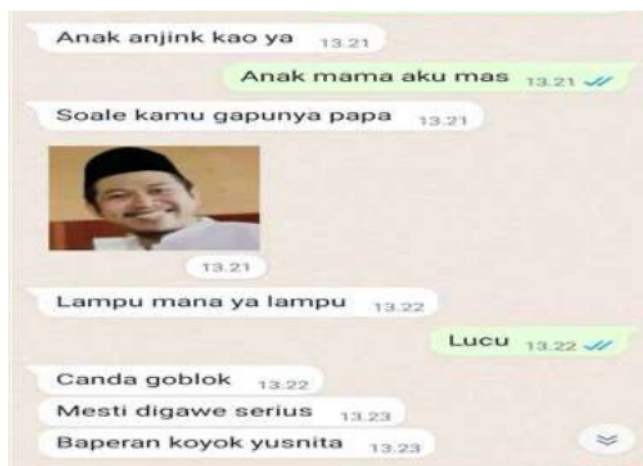 Anak anjink kao ya 13.21
Anak mama aku mas 13.21
Soale kamu gapunya papa 13.21
13.21
Lampu mana ya lampu 13.22
Lucu 13.22
Canda goblok 13.22
Mesti digawe serius 13.23
Baperan koyok yusnita 13.23